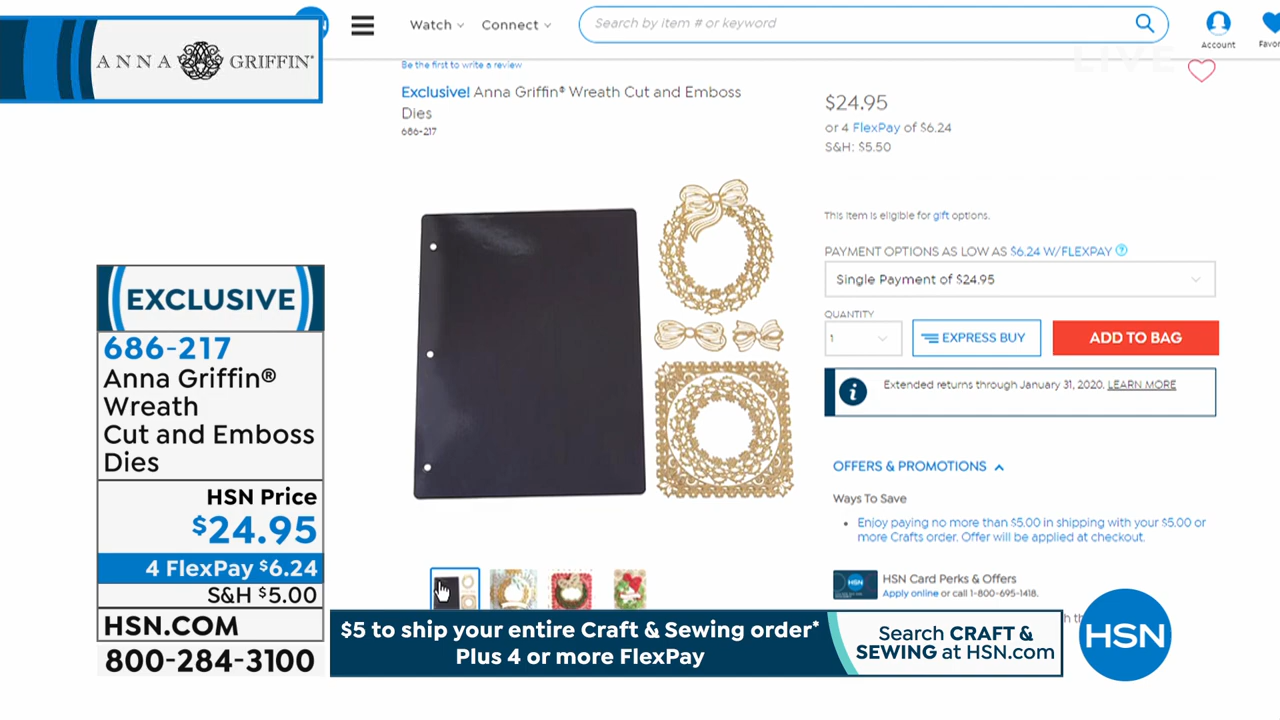 ANNA GRIFFIN®
Watch
Connect
Search by item # or keyword
Account
LIVE
Be the first to write a review
Exclusive! Anna Griffin® Wreath Cut and Emboss
Dies
686-217
$24.95
or 4 FlexPay of $6.24
S&H: $5.50
This item is eligible for gift options.
PAYMENT OPTIONS AS LOW AS $6.24 W/FLEXPAY ?
Single Payment of $24.95
QUANTITY
1
EXPRESS BUY
ADD TO BAG
i
Extended returns through January 31, 2020. LEARN MORE
OFFERS & PROMOTIONS
Ways To Save
• Enjoy paying no more than $5.00 in shipping with your $5.00 or
more Crafts order. Offer will be applied at checkout.
HSN
HSN Card Perks & Offers
Apply online or call 1-800-695-1418.
EXCLUSIVE
686-217
Anna Griffin®
Wreath
Cut and Emboss
Dies
HSN Price
$24.95
4 FlexPay $6.24
S&H $5.00
HSN.COM
800-284-3100
$5 to ship your entire Craft & Sewing order*
Plus 4 or more FlexPay
Search CRAFT &
SEWING at HSN.com
HSN